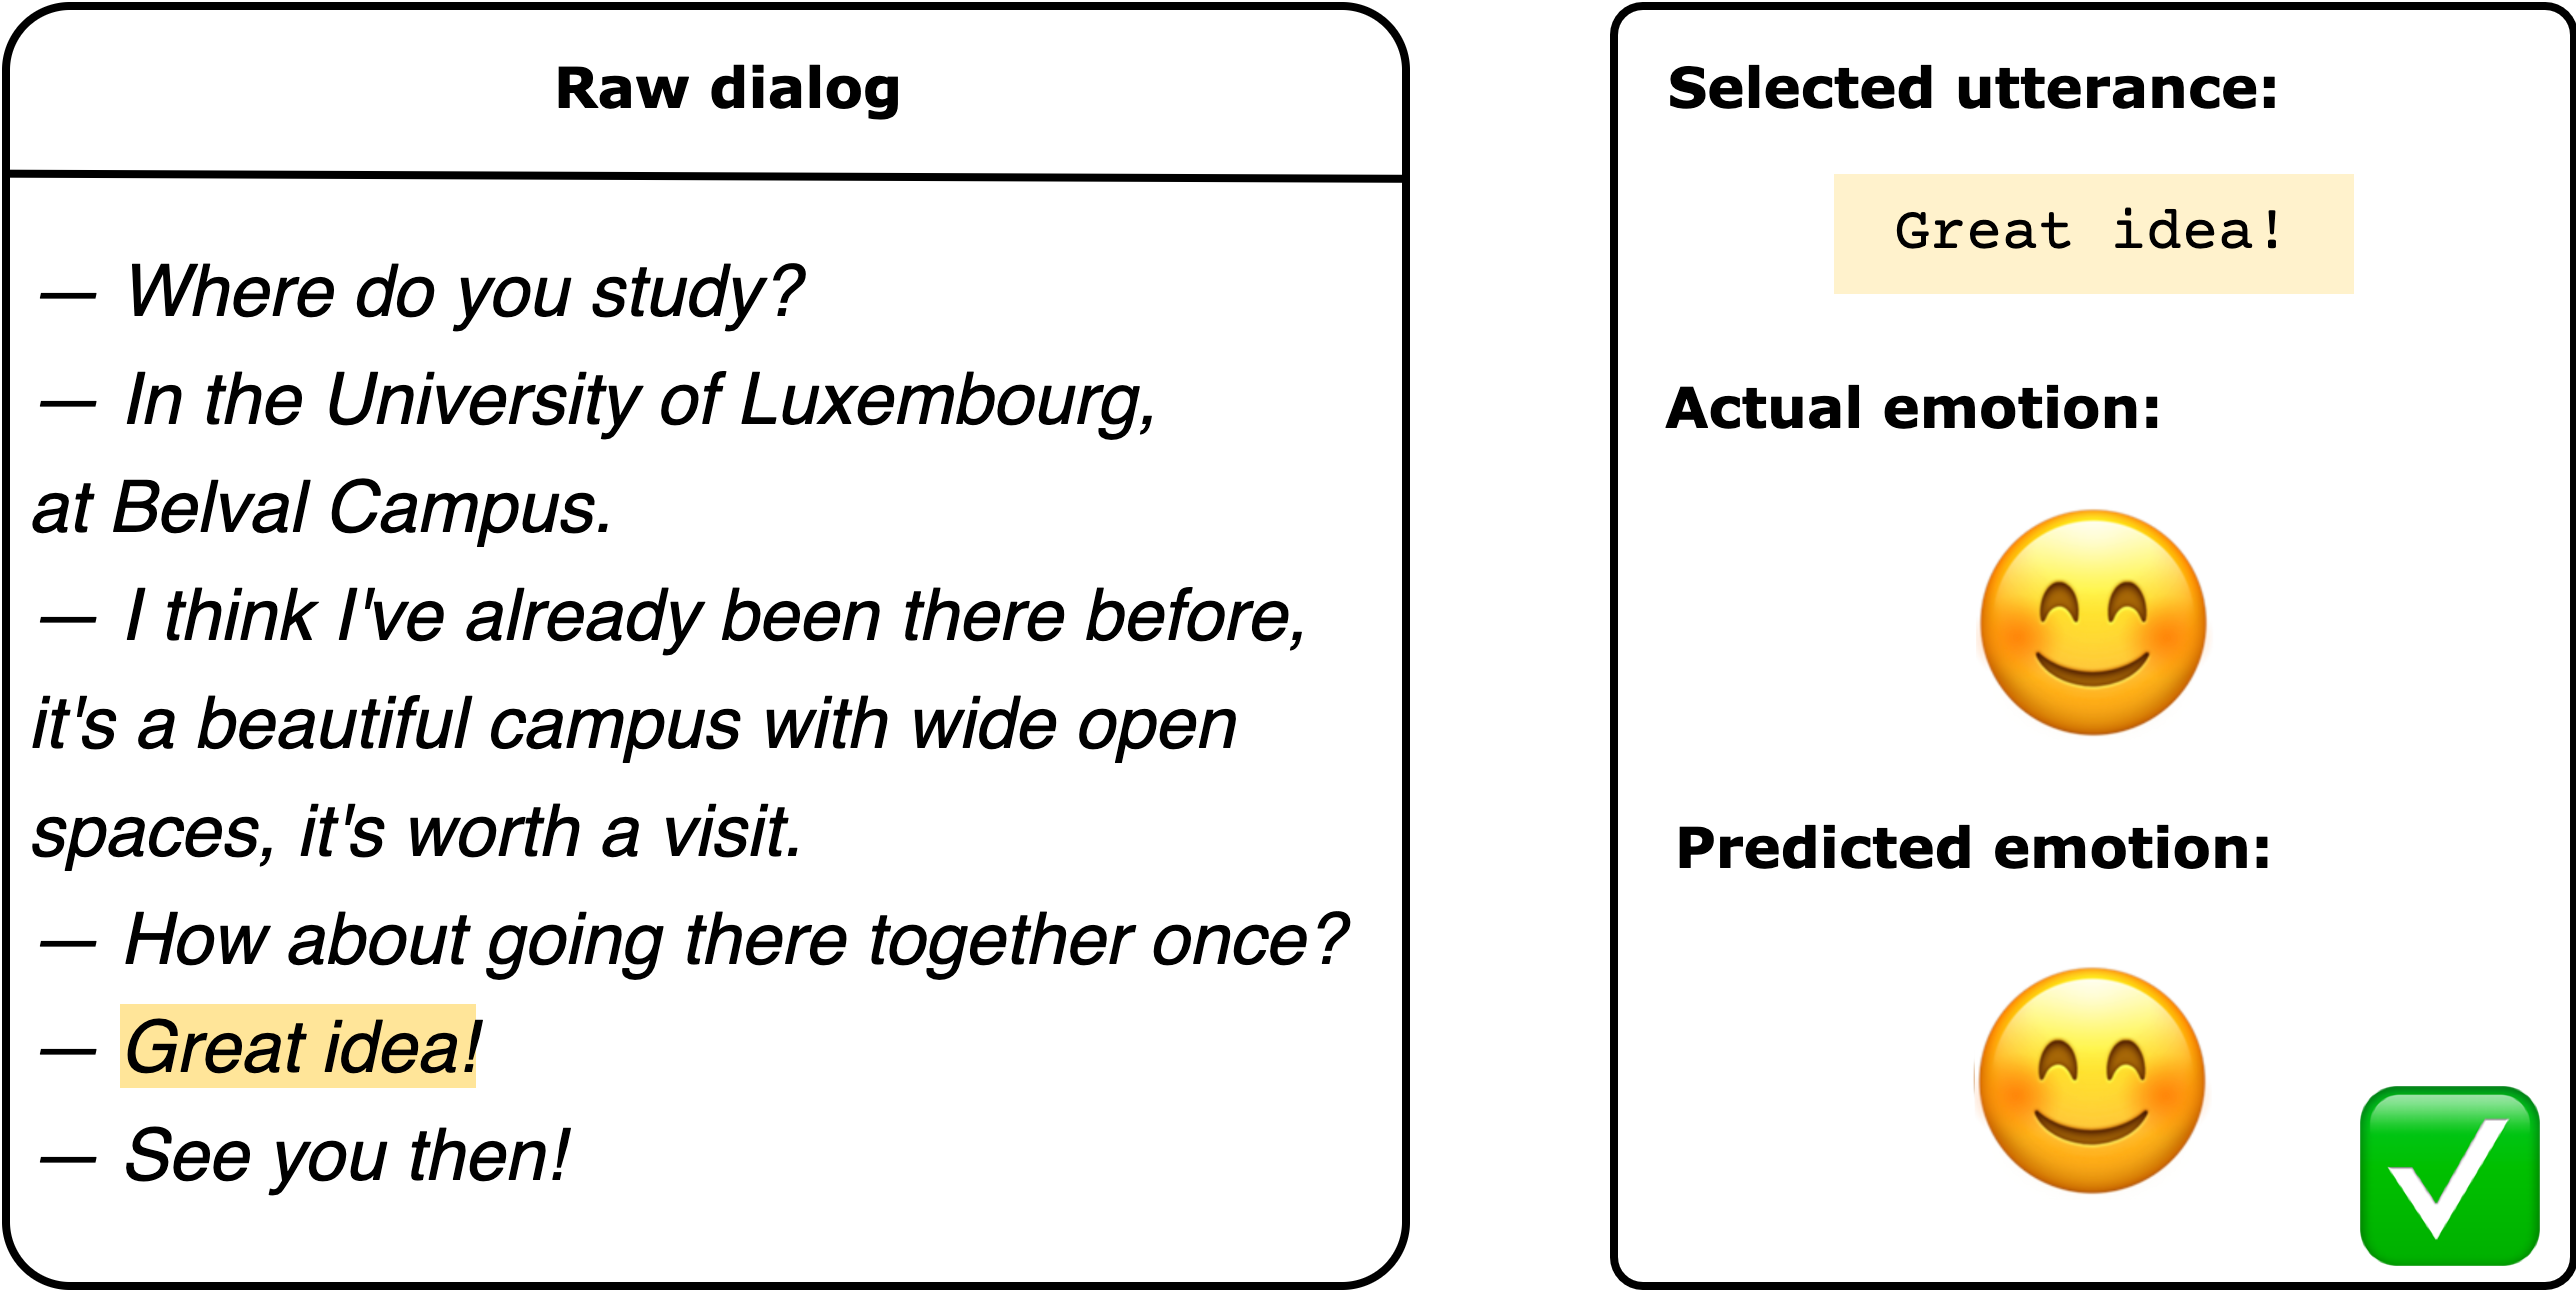 Raw dialog
— Where do you study?
— In the University of Luxembourg,
at Belval Campus.
— I think I've already been there before,
it's a beautiful campus with wide open
spaces, it's worth a visit.
— How about going there together once?
— Great idea!
— See you then!
Selected utterance:
Great idea!
Actual emotion:
Predicted emotion: